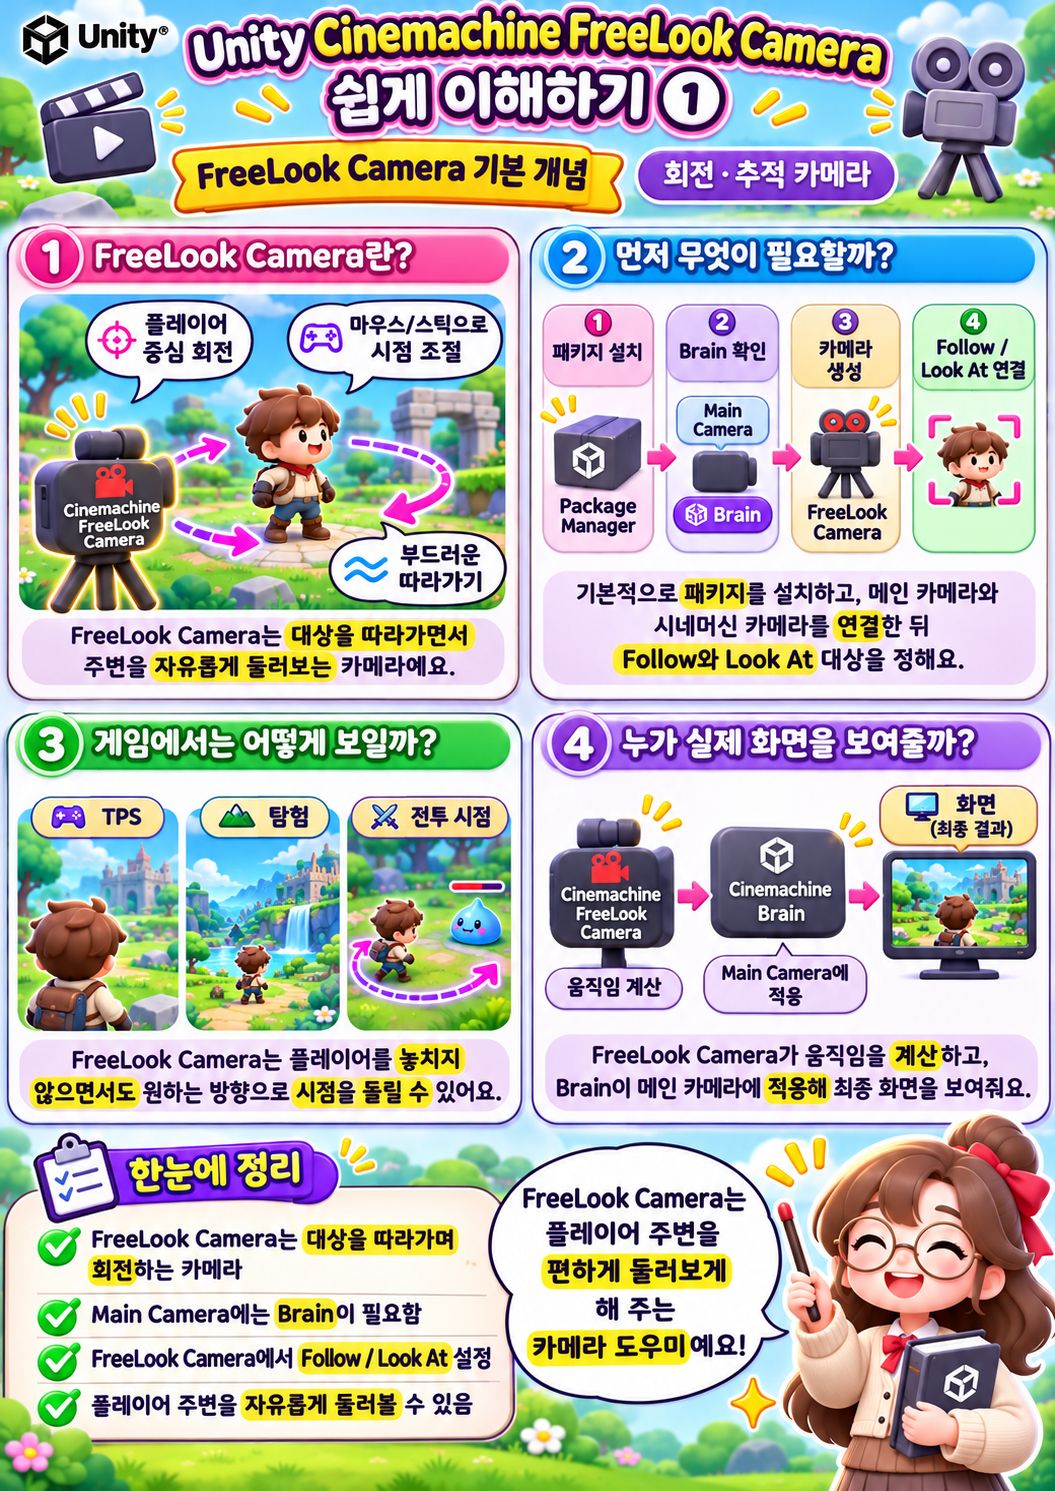 Unity®
Unity Cinemachine FreeLook Camera
쉽게 이해하기 1
FreeLook Camera 기본 개념
회전 · 추적 카메라
1 FreeLook Camera란?
플레이어
중심 회전
마우스/스틱으로
시점 조절
Cinemachine
FreeLook
Camera
부드러운
따라가기
FreeLook Camera는 대상을 따라가면서
주변을 자유롭게 둘러보는 카메라예요.
2 먼저 무엇이 필요할까?
1
패키지 설치
Package
Manager
2
Brain 확인
Main
Camera
Brain
3
카메라
생성
FreeLook
Camera
4
Follow /
Look At 연결
기본적으로 패키지를 설치하고, 메인 카메라와
시네머신 카메라를 연결한 뒤
Follow와 Look At 대상을 정해요.
3 게임에서는 어떻게 보일까?
TPS
탐험
전투 시점
FreeLook Camera는 플레이어를 놓치지
않으면서도 원하는 방향으로 시점을 돌릴 수 있어요.
4 누가 실제 화면을 보여줄까?
Cinemachine
FreeLook
Camera
움직임 계산
Cinemachine
Brain
Main Camera에
적용
화면
(최종 결과)
FreeLook Camera가 움직임을 계산하고,
Brain이 메인 카메라에 적용해 최종 화면을 보여줘요.
한눈에 정리
FreeLook Camera는 대상을 따라가며
회전하는 카메라
Main Camera에는 Brain이 필요함
FreeLook Camera에서 Follow / Look At 설정
플레이어 주변을 자유롭게 둘러볼 수 있음
FreeLook Camera는
플레이어 주변을
편하게 둘러보게
해 주는
카메라 도우미예요!